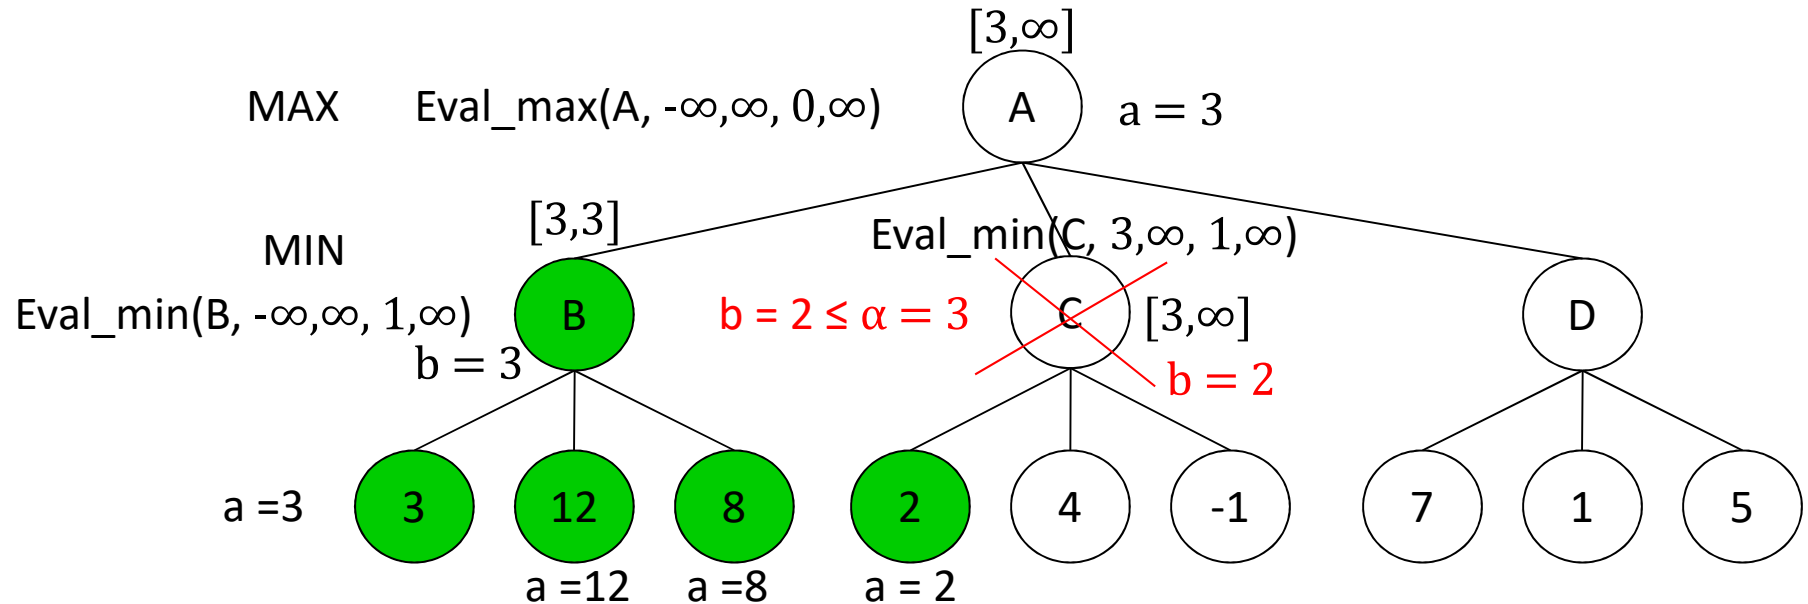 [3,∞]
MAX Eval_max(A, -∞,∞, 0,∞) A a = 3
[3,3]
MIN Eval_min(C, 3,∞, 1,∞)
Eval_min(B, -∞,∞, 1,∞) B b = 2 ≤ α = 3 C [3,∞] D
b = 3 b = 2
a =3 3 12 8 2 4 -1 7 1 5
a =12 a =8 a = 2